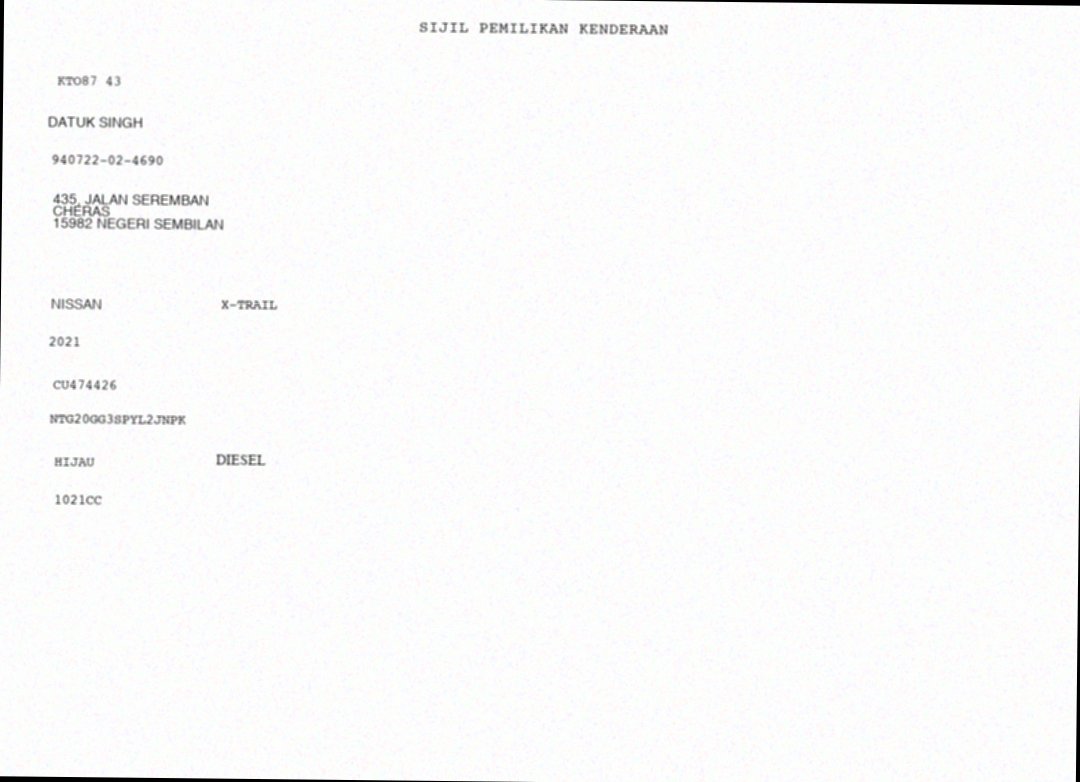 SIJIL PEMILIKAN KENDERAAN
KTO87 43
DATUK SINGH
940722-02-4690
435, JALAN SEREMBAN
CHERAS
15982 NEGERI SEMBILAN
NISSAN X-TRAIL
2021
CU474426
NTG20GG3SPYL2JNPK
HIJAU DIESEL
1021CC